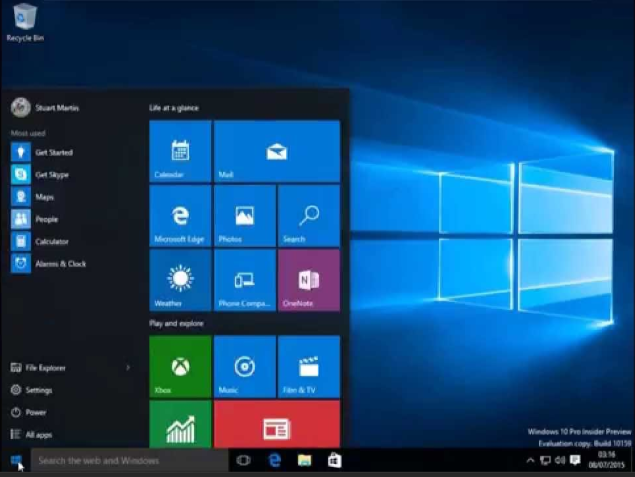 Recycle Bin
Stuart Martin
Life at a glance
Most used
Get Started
Get Skype
Maps
People
Calculator
Alarms & Clock
Calendar
Mail
Microsoft Edge
Photos
Search
Weather
Phone Compa...
OneNote
Play and explore
Xbox
Music
Film & TV
File Explorer
Settings
Power
All apps
Windows 10 Pro Insider Preview
Evaluation copy. Build 10159
Search the web and Windows
03:16
08/07/2015